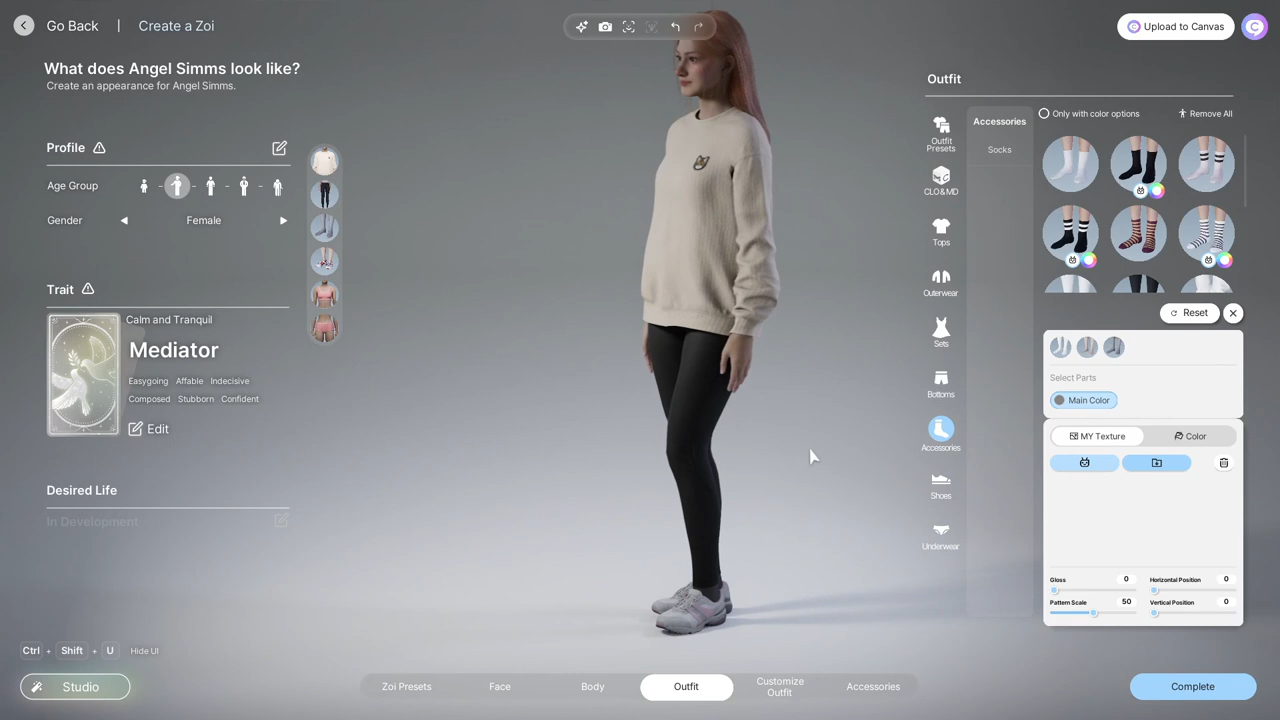 Go Back
Create a Zoi
Upload to Canvas
What does Angel Simms look like?
Create an appearance for Angel Simms.
Profile
Age Group
Gender
Female
Trait
Calm and Tranquil
Mediator
Easygoing Affable Indecisive
Composed Stubborn Confident
Edit
Desired Life
In Development
Ctrl + Shift + U Hide UI
Studio
Zoi Presets
Face
Body
Outfit
Customize
Outfit
Accessories
Complete
Outfit
Outfit
Presets
CLO&MD
Tops
Outerwear
Sets
Bottoms
Accessories
Shoes
Underwear
Accessories
Socks
Only with color options
Remove All
Reset
Select Parts
Main Color
MY Texture
Color
Gloss 0
Horizontal Position 0
Pattern Scale 50
Vertical Position 0